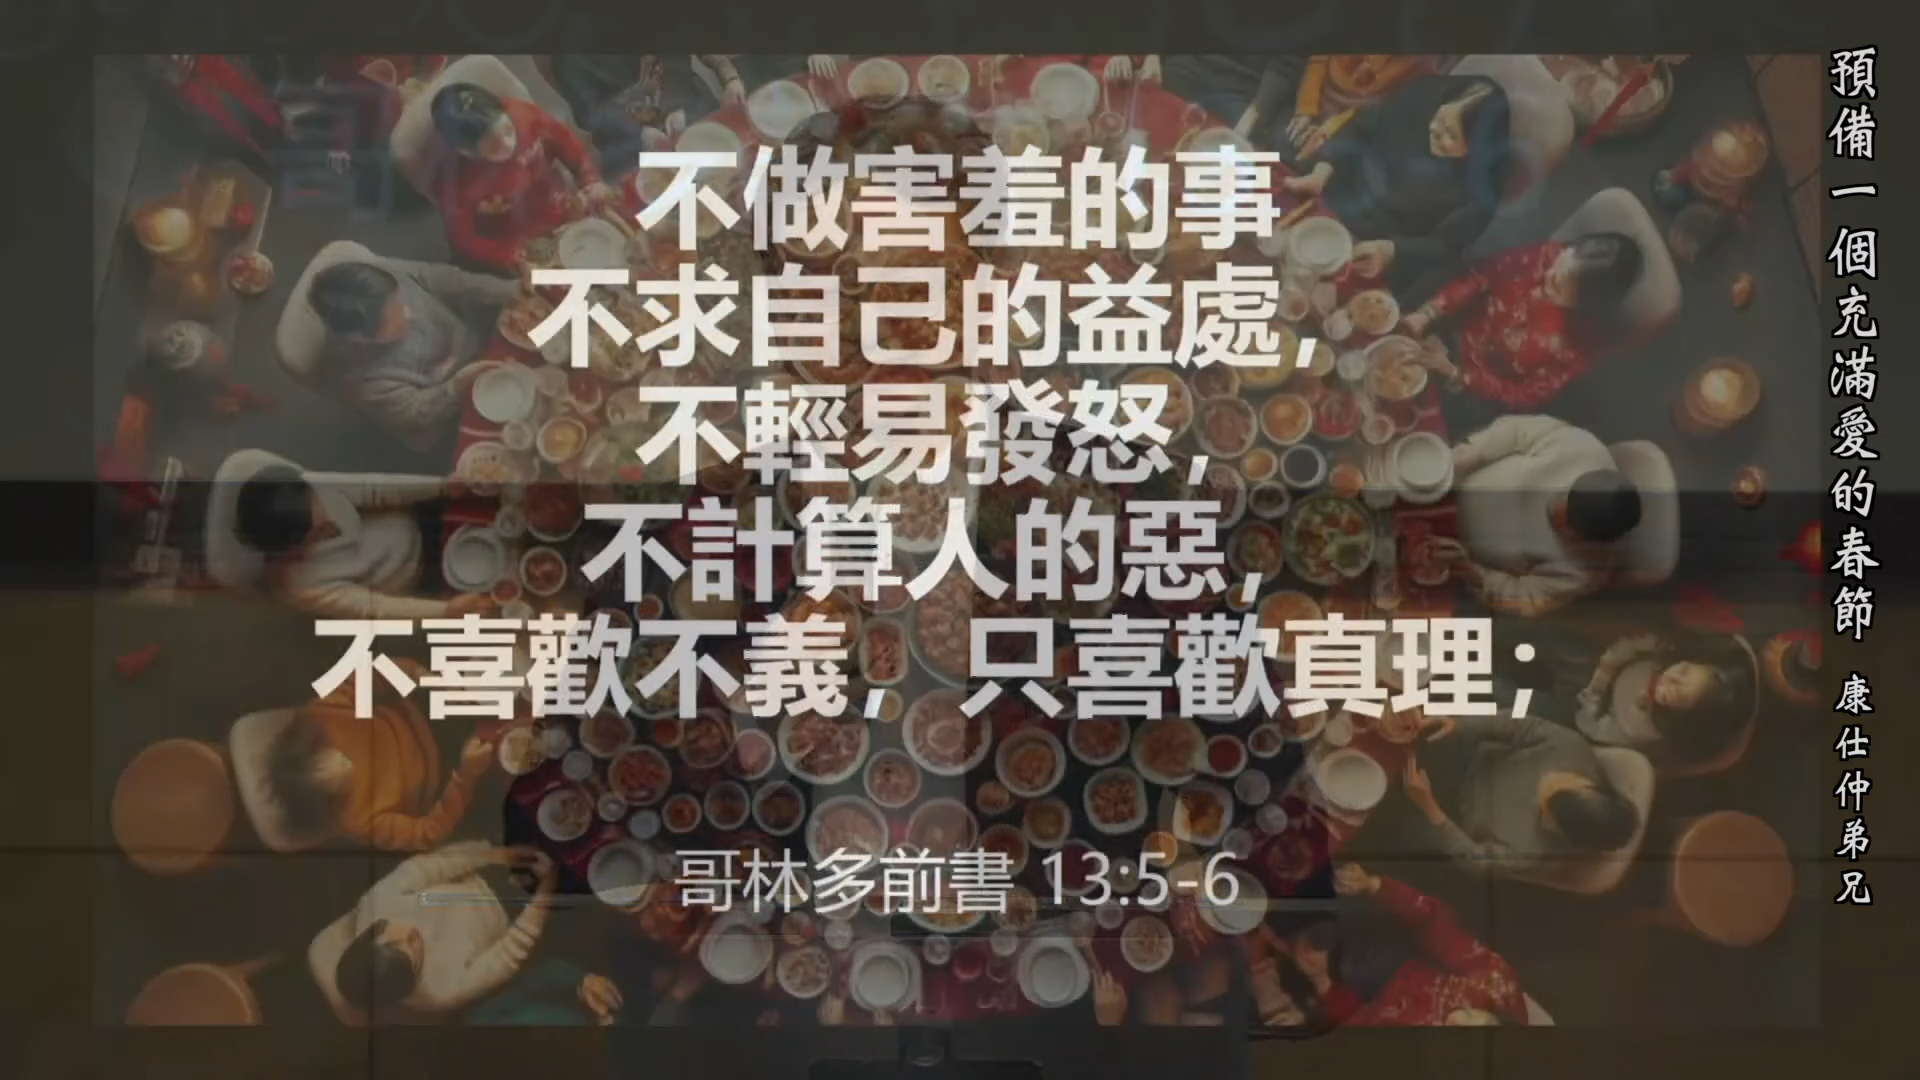 不做害羞的事
不求自己的益處，
不輕易發怒，
不計算人的惡，
不喜歡不義，只喜歡真理；
哥林多前書 13:5-6
預備一個充滿愛的春節 康仕仲弟兄